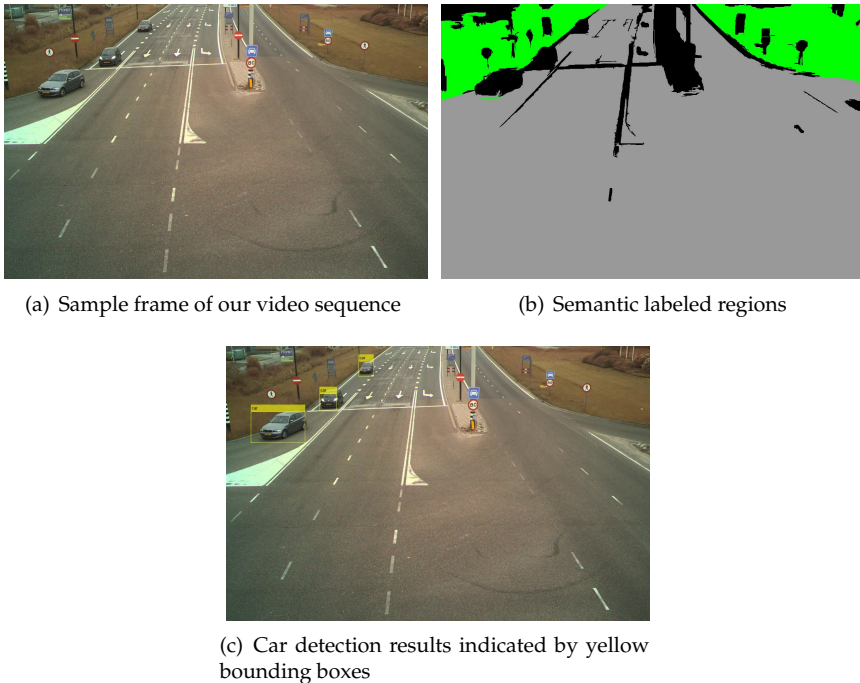 (a) Sample frame of our video sequence
(b) Semantic labeled regions
(c) Car detection results indicated by yellow
bounding boxes